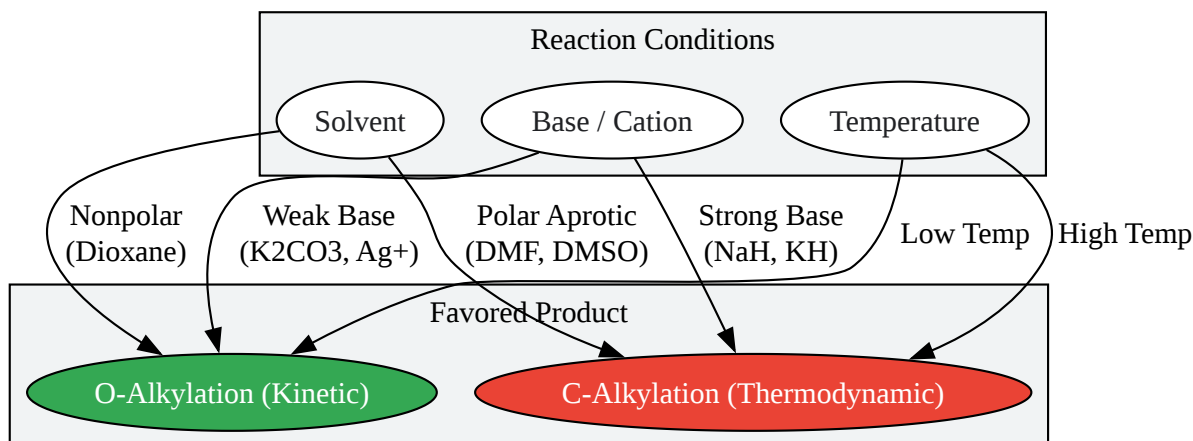 Reaction Conditions
Solvent
Base / Cation
Temperature
Nonpolar
(Dioxane)
Weak Base
(K2CO3, Ag+)
Polar Aprotic
(DMF, DMSO)
Strong Base
(NaH, KH)
Low Temp
High Temp
Favored Product
O-Alkylation (Kinetic)
C-Alkylation (Thermodynamic)